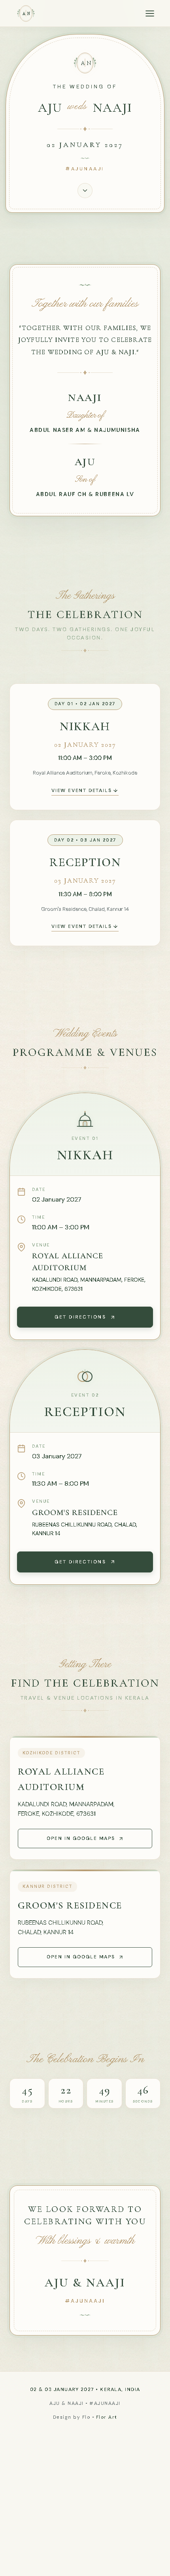 AN
AN
THE WEDDING OF
AJU weds NAAJI
02 JANUARY 2027
#AJUNAAJI
Together with our families
"TOGETHER WITH OUR FAMILIES, WE
JOYFULLY INVITE YOU TO CELEBRATE
THE WEDDING OF AJU & NAJI."
NAAJI
Daughter of
ABDUL NASER AM & NAJUMUNISHA
AJU
Son of
ABDUL RAUF CH & RUBEENA LV
The Gatherings
THE CELEBRATION
TWO DAYS. TWO GATHERINGS. ONE JOYFUL
OCCASION.
DAY 01 • 02 JAN 2027
NIKKAH
02 JANUARY 2027
11:00 AM – 3:00 PM
Royal Alliance Auditorium, Feroke, Kozhikode
VIEW EVENT DETAILS ↓
DAY 02 • 03 JAN 2027
RECEPTION
03 JANUARY 2027
11:30 AM – 8:00 PM
Groom's Residence, Chalad, Kannur 14
VIEW EVENT DETAILS ↓
Wedding Events
PROGRAMME & VENUES
EVENT 01
NIKKAH
DATE
02 January 2027
TIME
11:00 AM – 3:00 PM
VENUE
ROYAL ALLIANCE
AUDITORIUM
KADALUNDI ROAD, MANNARPADAM, FEROKE,
KOZHIKODE, 673631
GET DIRECTIONS ↗
EVENT 02
RECEPTION
DATE
03 January 2027
TIME
11:30 AM – 8:00 PM
VENUE
GROOM'S RESIDENCE
RUBEENAS CHILLIKUNNU ROAD, CHALAD,
KANNUR 14
GET DIRECTIONS ↗
Getting There
FIND THE CELEBRATION
TRAVEL & VENUE LOCATIONS IN KERALA
KOZHIKODE DISTRICT
ROYAL ALLIANCE
AUDITORIUM
KADALUNDI ROAD, MANNARPADAM,
FEROKE, KOZHIKODE, 673631
OPEN IN GOOGLE MAPS ↗
KANNUR DISTRICT
GROOM'S RESIDENCE
RUBEENAS CHILLIKUNNU ROAD,
CHALAD, KANNUR 14
OPEN IN GOOGLE MAPS ↗
The Celebration Begins In
45 22 49 46
DAYS HOURS MINUTES SECONDS
WE LOOK FORWARD TO
CELEBRATING WITH YOU
With blessings & warmth
AJU & NAAJI
#AJUNAAJI
02 & 03 JANUARY 2027 • KERALA, INDIA
AJU & NAAJI • #AJUNAAJI
Design by Flo • Flor Art